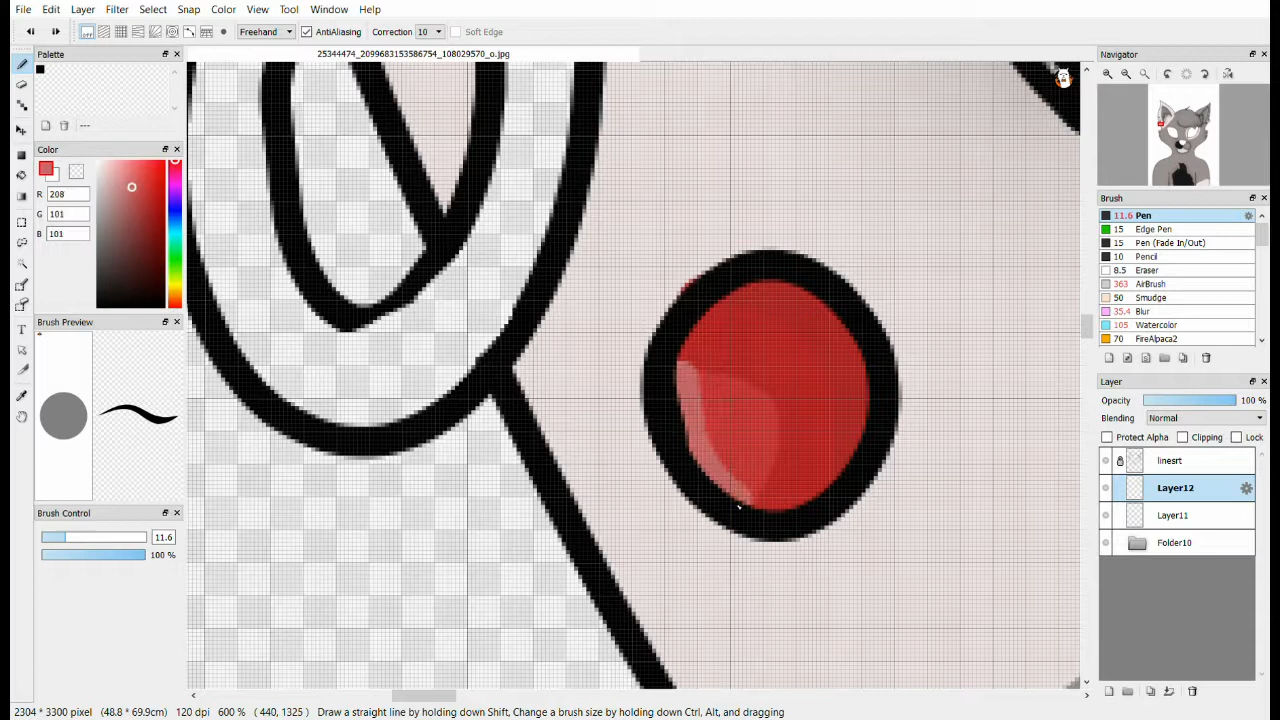 File Edit Layer Filter Select Snap Color View Tool Window Help
OFF Freehand AntiAliasing Correction 10 Soft Edge
25344474_2099683153586754_108029570_o.jpg
Palette
---
Color
R 208
G 101
B 101
Brush Preview
Brush Control
11.6
100 %
Navigator
Brush
11.6 Pen
15 Edge Pen
15 Pen (Fade In/Out)
10 Pencil
8.5 Eraser
363 AirBrush
50 Smudge
35.4 Blur
105 Watercolor
70 FireAlpaca2
Layer
Opacity 100 %
Blending Normal
Protect Alpha Clipping Lock
linesrt
Layer12
Layer11
Folder10
2304 * 3300 pixel (48.8 * 69.9cm) 120 dpi 600 % ( 440, 1325 ) Draw a straight line by holding down Shift, Change a brush size by holding down Ctrl, Alt, and dragging